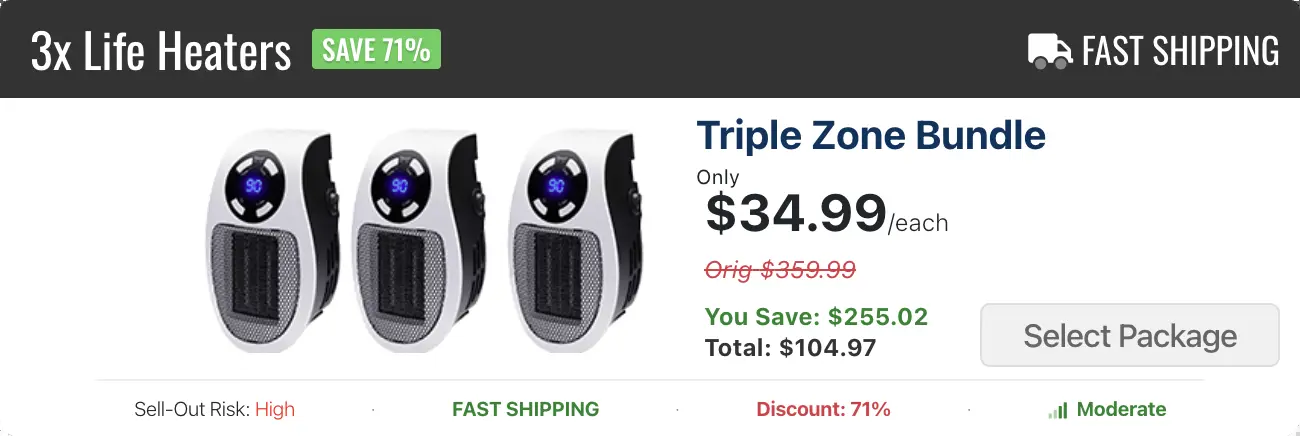 3x Life Heaters SAVE 71% FAST SHIPPING
Triple Zone Bundle
Only
$34.99/each
Orig $359.99
You Save: $255.02
Total: $104.97
Select Package
90 90 90
Sell-Out Risk: High · FAST SHIPPING · Discount: 71% · Moderate